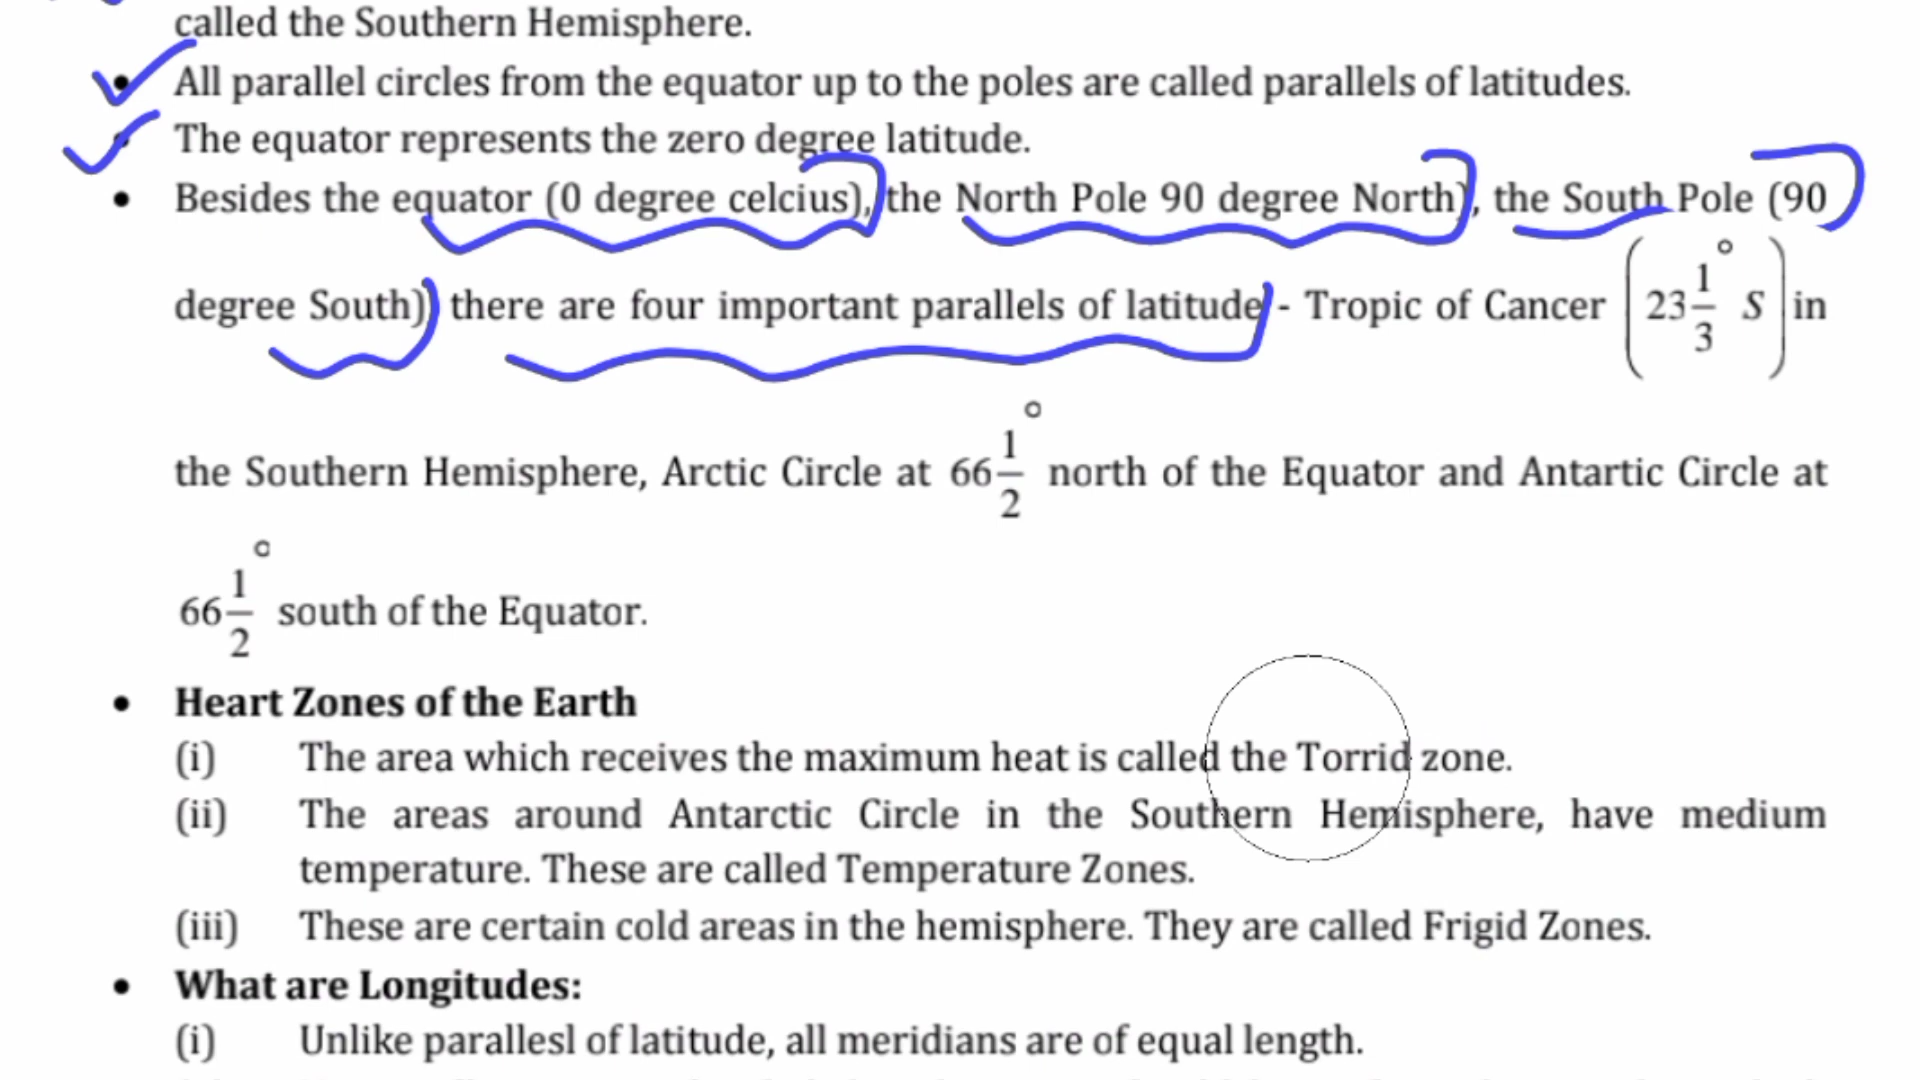 called the Southern Hemisphere.
• All parallel circles from the equator up to the poles are called parallels of latitudes.
• The equator represents the zero degree latitude.
• Besides the equator (0 degree celcius), the North Pole 90 degree North), the South Pole (90
degree South)) there are four important parallels of latitude - Tropic of Cancer (23 1/3° S) in
the Southern Hemisphere, Arctic Circle at 66 1/2° north of the Equator and Antartic Circle at
66 1/2° south of the Equator.
• Heart Zones of the Earth
(i) The area which receives the maximum heat is called the Torrid zone.
(ii) The areas around Antarctic Circle in the Southern Hemisphere, have medium
temperature. These are called Temperature Zones.
(iii) These are certain cold areas in the hemisphere. They are called Frigid Zones.
• What are Longitudes:
(i) Unlike parallesl of latitude, all meridians are of equal length.